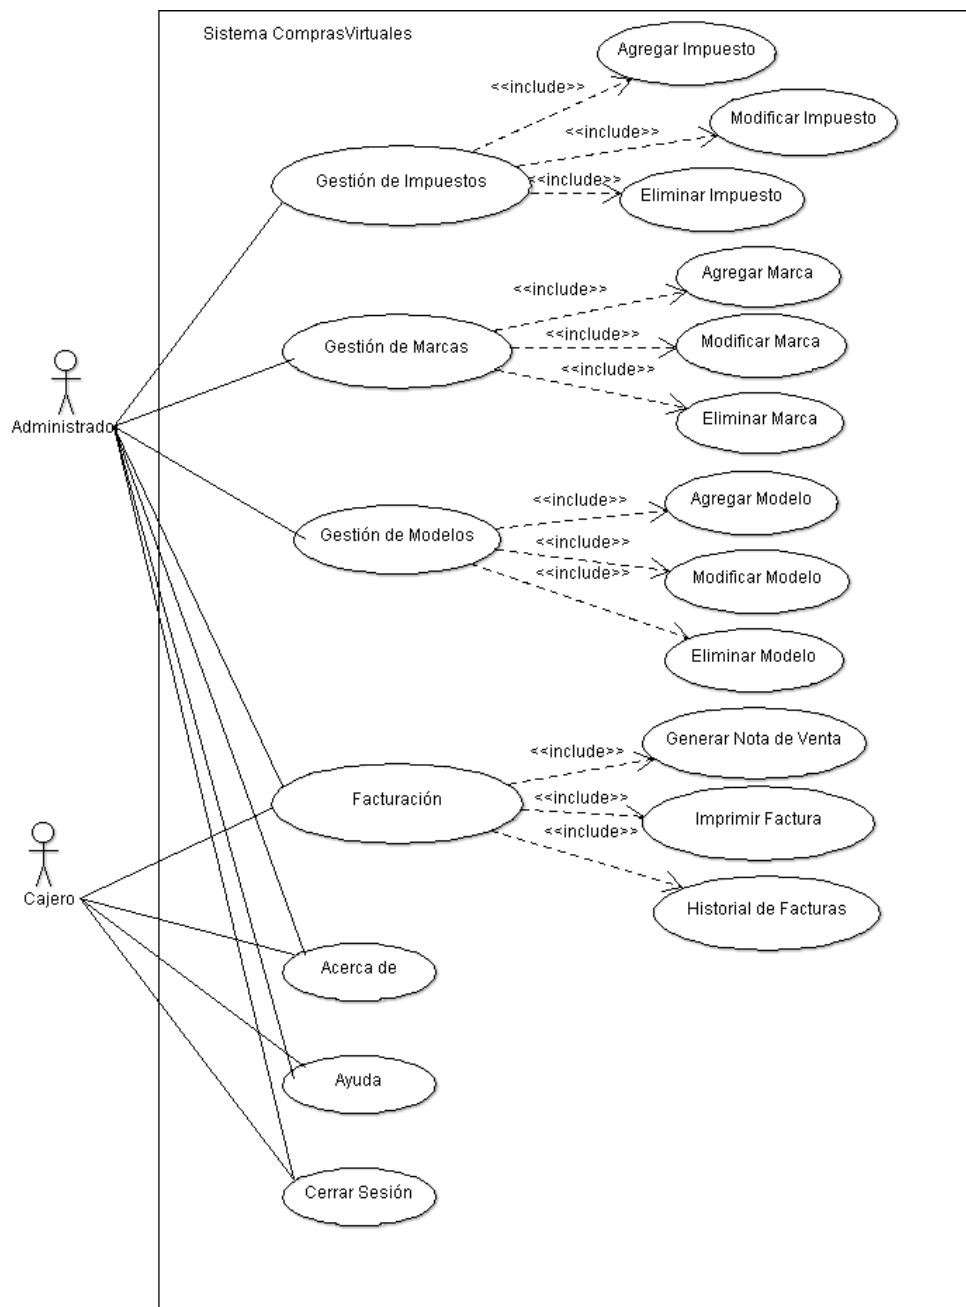 Sistema ComprasVirtuales
Agregar Impuesto
<<include>>
Modificar Impuesto
<<include>>
Gestión de Impuestos
<<include>>
Eliminar Impuesto
Agregar Marca
<<include>>
Gestión de Marcas
<<include>>
Modificar Marca
<<include>>
Eliminar Marca
Administrado
Agregar Modelo
<<include>>
Gestión de Modelos
<<include>>
Modificar Modelo
<<include>>
Eliminar Modelo
Generar Nota de Venta
<<include>>
Facturación
<<include>>
Imprimir Factura
<<include>>
Historial de Facturas
Cajero
Acerca de
Ayuda
Cerrar Sesión